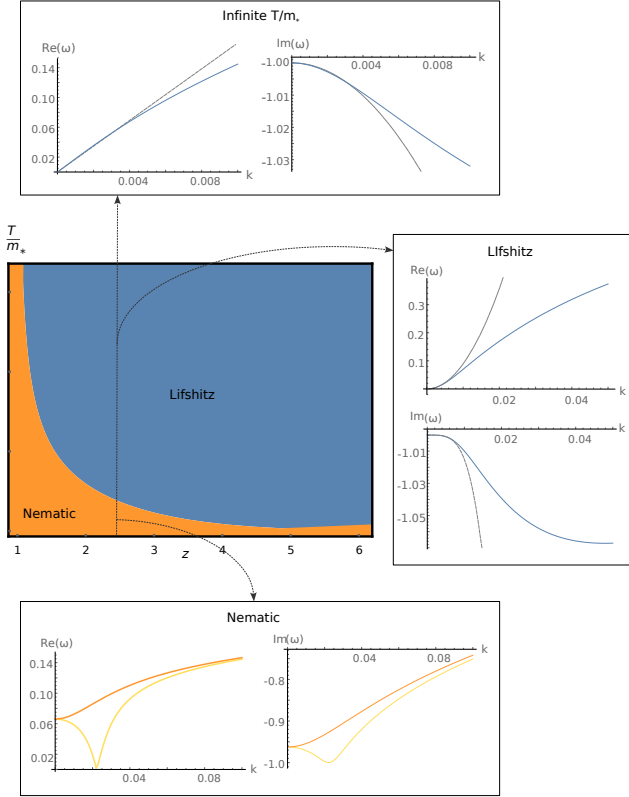 Infinite T/m*
Re(ω)
0.14
0.10
0.06
0.02
0.004
0.008
k
Im(ω)
0.004
0.008
k
-1.00
-1.01
-1.02
-1.03
T/m*
Lifshitz
Nematic
1
2
3
4
5
6
z
LIfshitz
Re(ω)
0.3
0.2
0.1
0.02
0.04
k
Im(ω)
0.02
0.04
k
-1.01
-1.03
-1.05
Nematic
Re(ω)
0.14
0.10
0.06
0.02
0.04
0.08
k
Im(ω)
0.04
0.08
k
-0.8
-0.9
-1.0